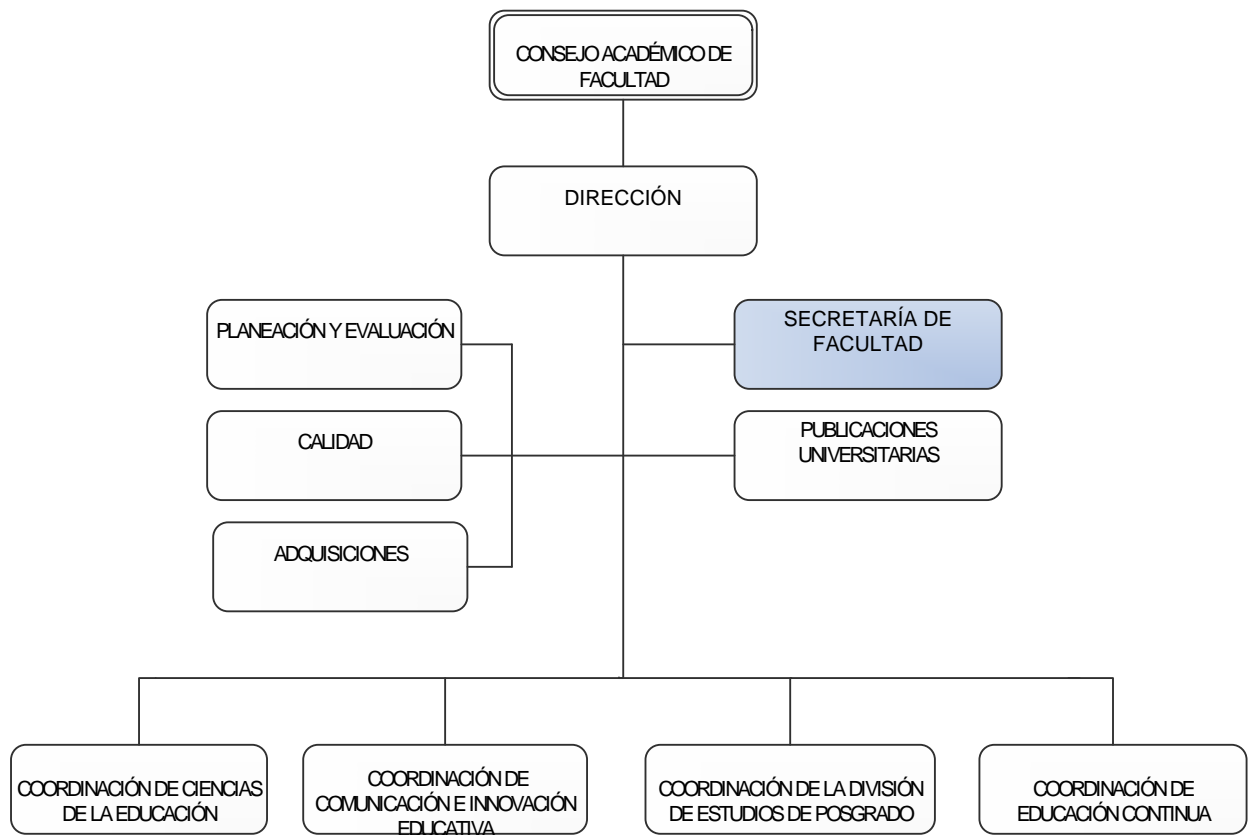 CONSEJO ACADÉMICO DE
FACULTAD
DIRECCIÓN
PLANEACIÓN Y EVALUACIÓN
SECRETARÍA DE
FACULTAD
CALIDAD
PUBLICACIONES
UNIVERSITARIAS
ADQUISICIONES
COORDINACIÓN DE CIENCIAS
DE LA EDUCACIÓN
COORDINACIÓN DE
COMUNICACIÓN E INNOVACIÓN
EDUCATIVA
COORDINACIÓN DE LA DIVISIÓN
DE ESTUDIOS DE POSGRADO
COORDINACIÓN DE
EDUCACIÓN CONTINUA